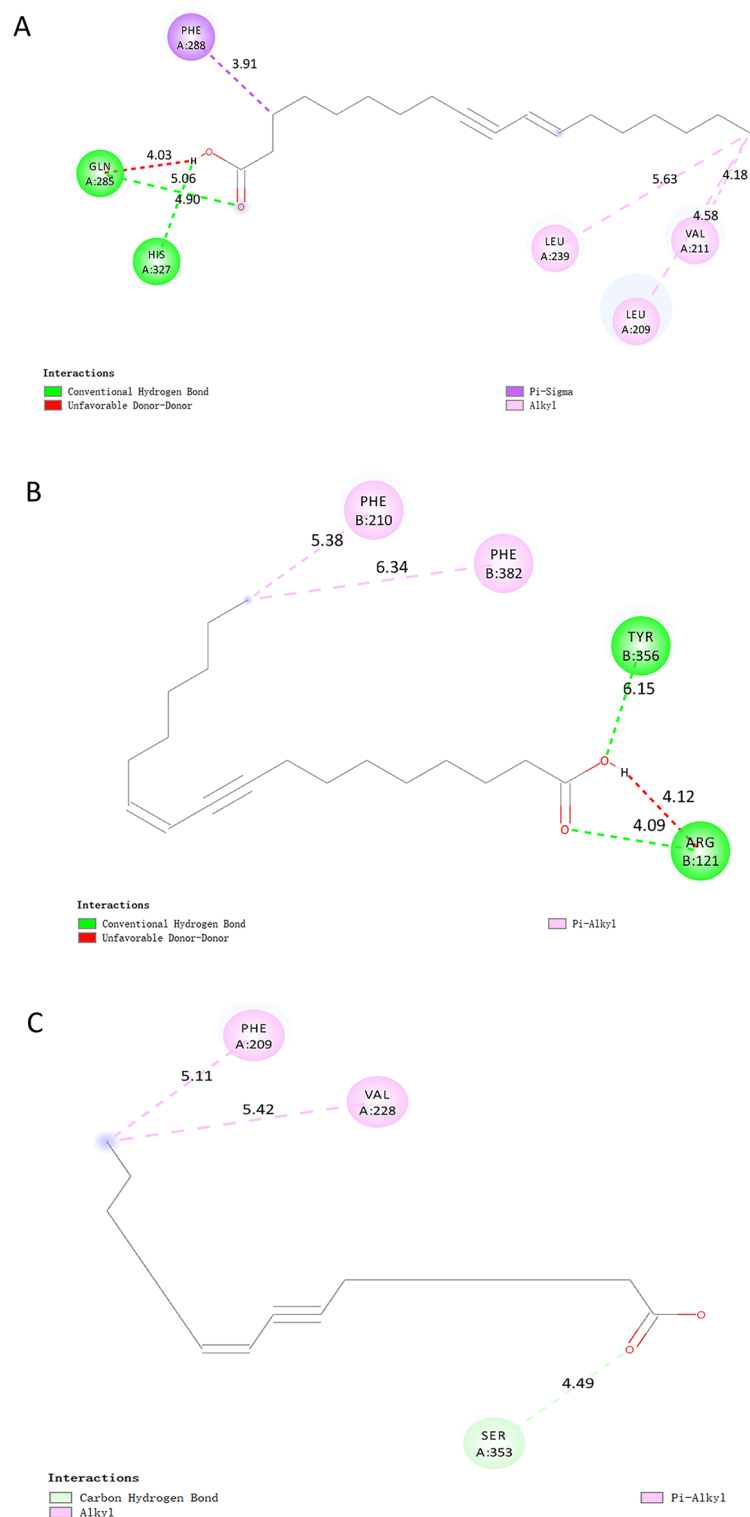 A
PHE
A:288
3.91
4.03
H
O
GLN
A:285
5.06
4.90
O
HIS
A:327
5.63
4.18
4.58
LEU
A:239
VAL
A:211
LEU
A:209
Interactions
Conventional Hydrogen Bond
Unfavorable Donor-Donor
Pi-Sigma
Alkyl
B
PHE
B:210
5.38
6.34
PHE
B:382
TYR
B:356
6.15
O
H
4.12
4.09
O
ARG
B:121
Interactions
Conventional Hydrogen Bond
Unfavorable Donor-Donor
Pi-Alkyl
C
PHE
A:209
5.11
5.42
VAL
A:228
O
O
4.49
SER
A:353
Interactions
Carbon Hydrogen Bond
Alkyl
Pi-Alkyl